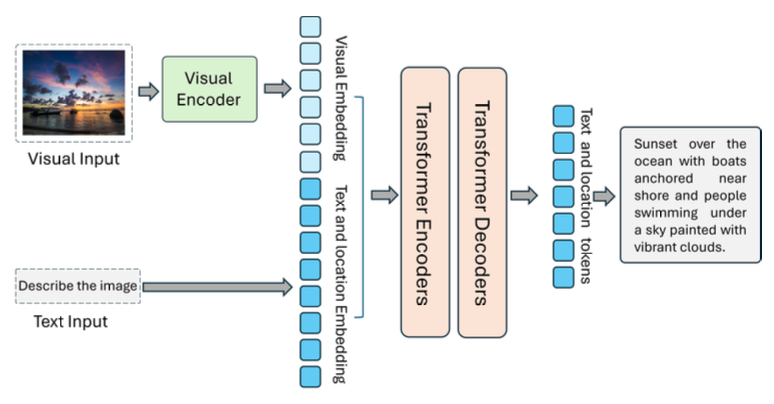 Visual Input
Visual
Encoder
Visual Embedding
Text and location Embedding
Describe the image
Text Input
Transformer Encoders
Transformer Decoders
Text and location tokens
Sunset over the
ocean with boats
anchored near
shore and people
swimming under
a sky painted with
vibrant clouds.